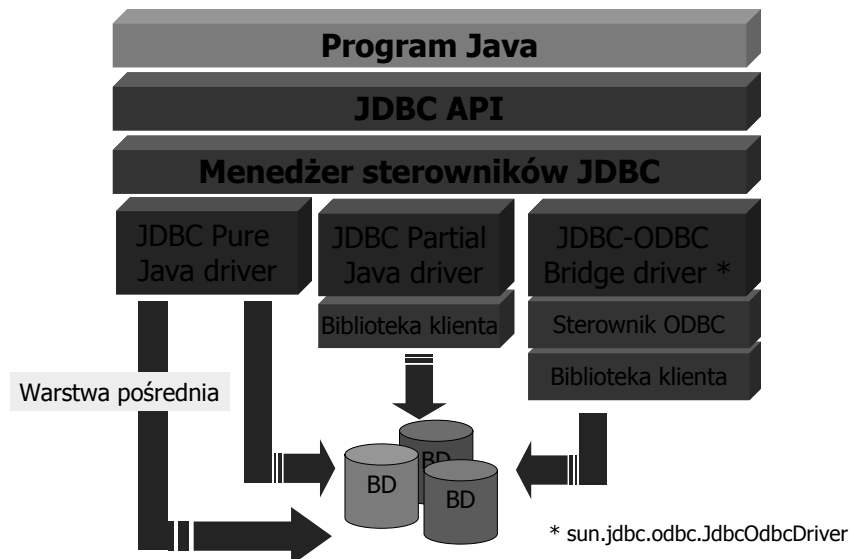 Program Java
JDBC API
Menedżer sterowników JDBC
JDBC Pure
Java driver
JDBC Partial
Java driver
JDBC-ODBC
Bridge driver *
Biblioteka klienta
Sterownik ODBC
Biblioteka klienta
Warstwa pośrednia
BD
BD
BD
* sun.jdbc.odbc.JdbcOdbcDriver